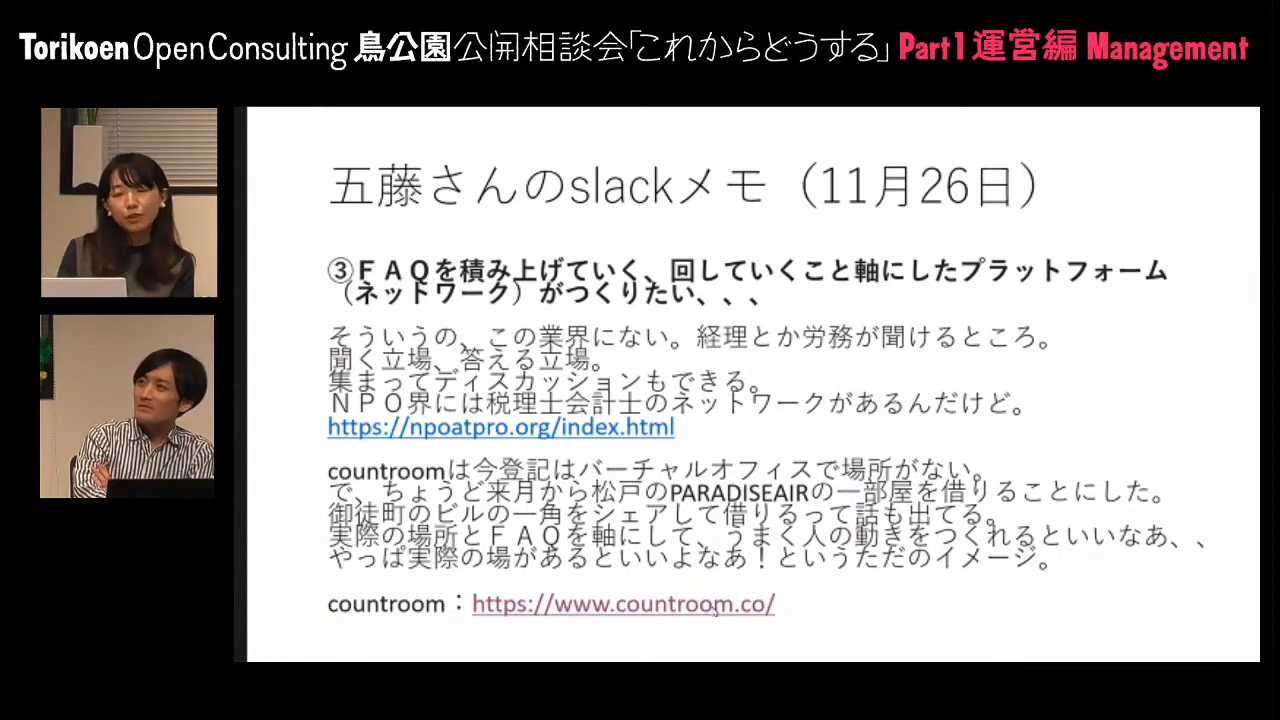 Torikoen Open Consulting 鳥公園公開相談会「これからどうする」 Part1 運営編 Management
五藤さんのslackメモ（11月26日）
③ＦＡＱを積み上げていく、回していくこと軸にしたプラットフォーム
（ネットワーク）がつくりたい、、、
そういうの、この業界にない。経理とか労務が聞けるところ。
聞く立場、答える立場。
集まってディスカッションもできる。
ＮＰＯ界には税理士会計士のネットワークがあるんだけど。
https://npoatpro.org/index.html
countroomは今登記はバーチャルオフィスで場所がない。
で、ちょうど来月から松戸のPARADISEAIRの一部屋を借りることにした。
御徒町のビルの一角をシェアして借りるって話も出てる。
実際の場所とＦＡＱを軸にして、うまく人の動きをつくれるといいなあ、、
やっぱ実際の場があるといいよなあ！というただのイメージ。
countroom：https://www.countroom.co/